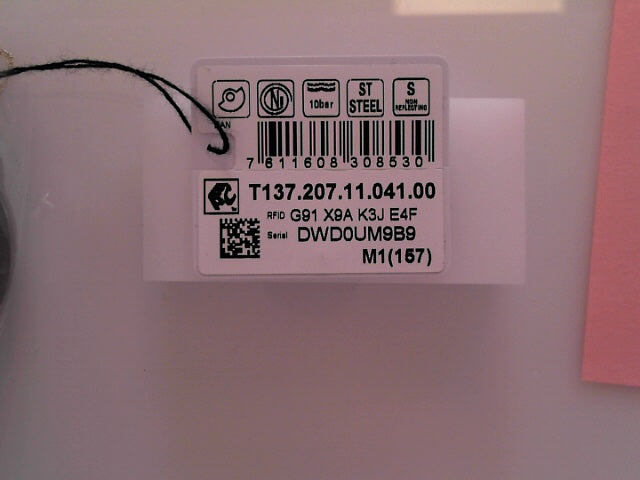 10bar
ST
STEEL
S
NON
REFLECTING
7 611608 308530
T137.207.11.041.00
RFID G91 X9A K3J E4F
Serial DWD0UM9B9
M1(157)